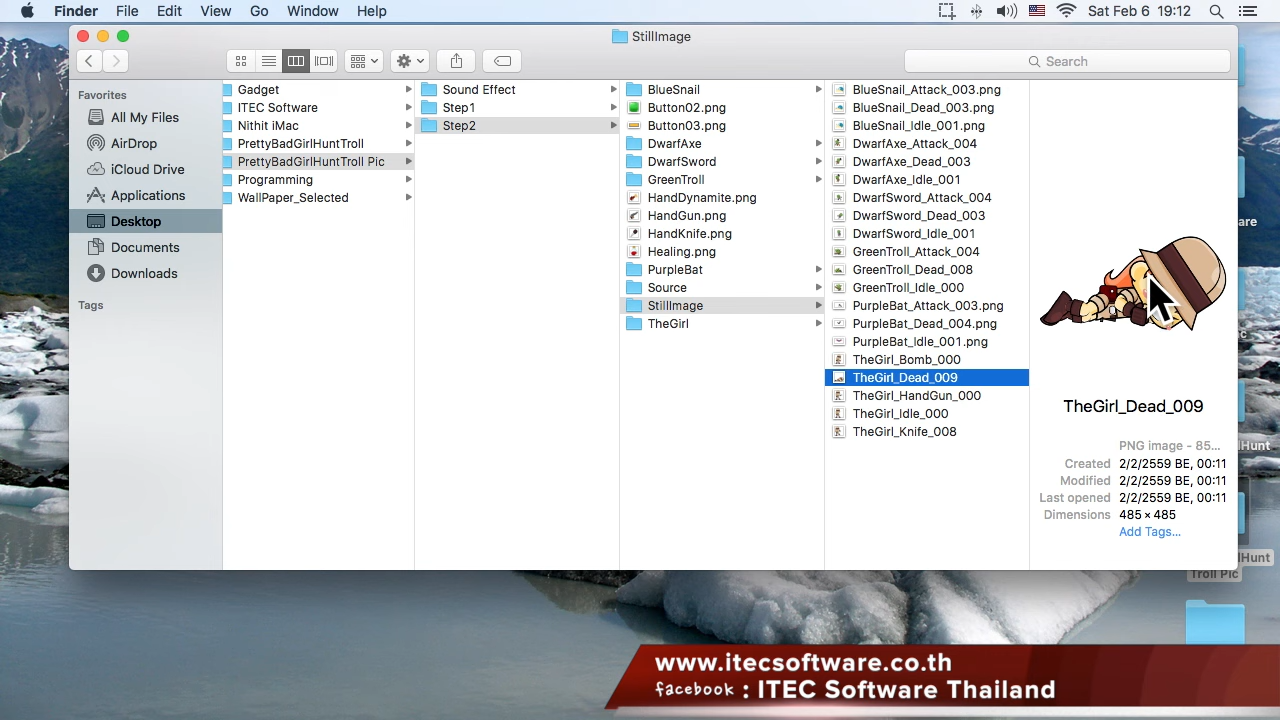 Finder File Edit View Go Window Help Sat Feb 6 19:12
StillImage
Search
Favorites
All My Files
AirDrop
iCloud Drive
Applications
Desktop
Documents
Downloads
Tags
Gadget
ITEC Software
Nithit iMac
PrettyBadGirlHuntTroll
PrettyBadGirlHuntTroll Pic
Programming
WallPaper_Selected
Sound Effect
Step1
Step2
BlueSnail
Button02.png
Button03.png
DwarfAxe
DwarfSword
GreenTroll
HandDynamite.png
HandGun.png
HandKnife.png
Healing.png
PurpleBat
Source
StillImage
TheGirl
BlueSnail_Attack_003.png
BlueSnail_Dead_003.png
BlueSnail_Idle_001.png
DwarfAxe_Attack_004
DwarfAxe_Dead_003
DwarfAxe_Idle_001
DwarfSword_Attack_004
DwarfSword_Dead_003
DwarfSword_Idle_001
GreenTroll_Attack_004
GreenTroll_Dead_008
GreenTroll_Idle_000
PurpleBat_Attack_003.png
PurpleBat_Dead_004.png
PurpleBat_Idle_001.png
TheGirl_Bomb_000
TheGirl_Dead_009
TheGirl_HandGun_000
TheGirl_Idle_000
TheGirl_Knife_008
TheGirl_Dead_009
PNG image - 85...
Created 2/2/2559 BE, 00:11
Modified 2/2/2559 BE, 00:11
Last opened 2/2/2559 BE, 00:11
Dimensions 485 × 485
Add Tags...
Troll Pic
www.itecsoftware.co.th
facebook : ITEC Software Thailand